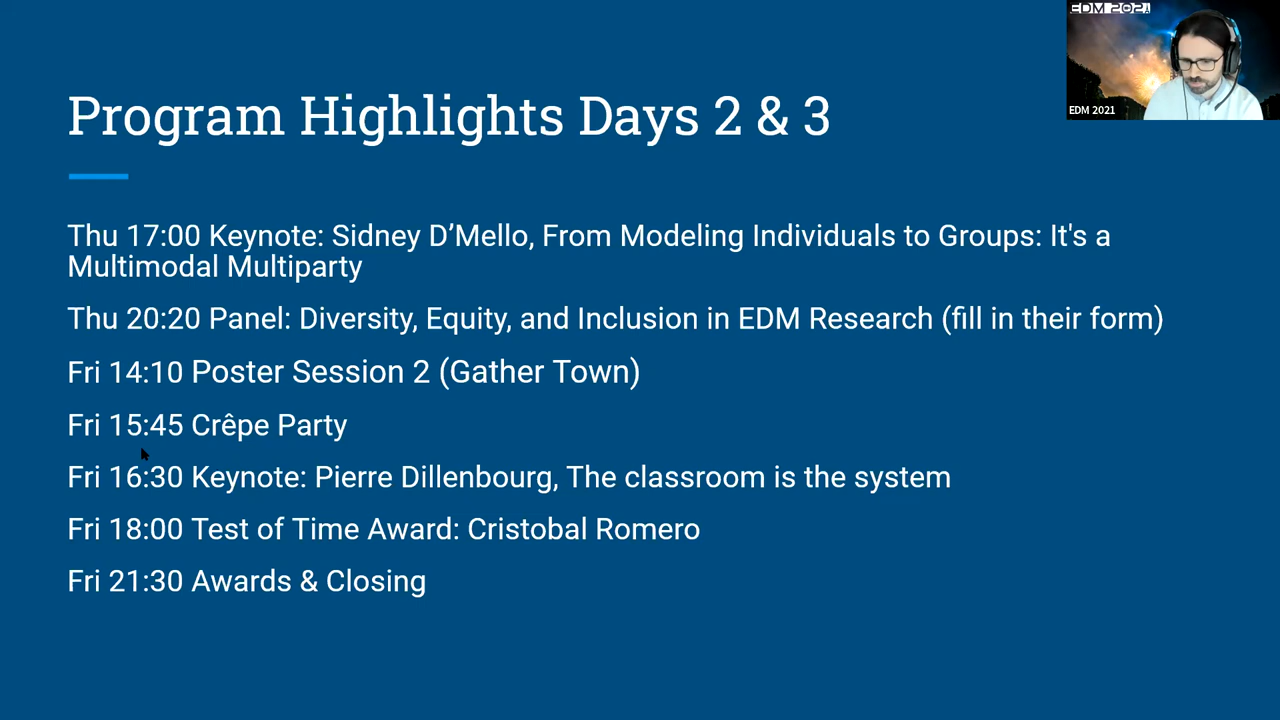 EDM 2021
EDM 2021
Program Highlights Days 2 & 3
Thu 17:00 Keynote: Sidney D’Mello, From Modeling Individuals to Groups: It's a
Multimodal Multiparty
Thu 20:20 Panel: Diversity, Equity, and Inclusion in EDM Research (fill in their form)
Fri 14:10 Poster Session 2 (Gather Town)
Fri 15:45 Crêpe Party
Fri 16:30 Keynote: Pierre Dillenbourg, The classroom is the system
Fri 18:00 Test of Time Award: Cristobal Romero
Fri 21:30 Awards & Closing